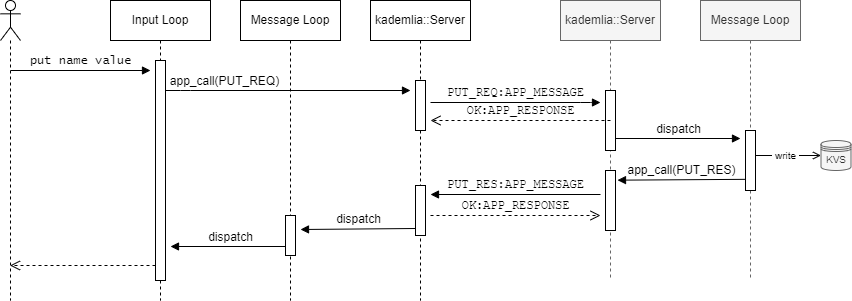 Input Loop
Message Loop
kademlia::Server
kademlia::Server
Message Loop
put name value
app_call(PUT_REQ)
PUT_REQ:APP_MESSAGE
OK:APP_RESPONSE
dispatch
write
KVS
app_call(PUT_RES)
PUT_RES:APP_MESSAGE
OK:APP_RESPONSE
dispatch
dispatch